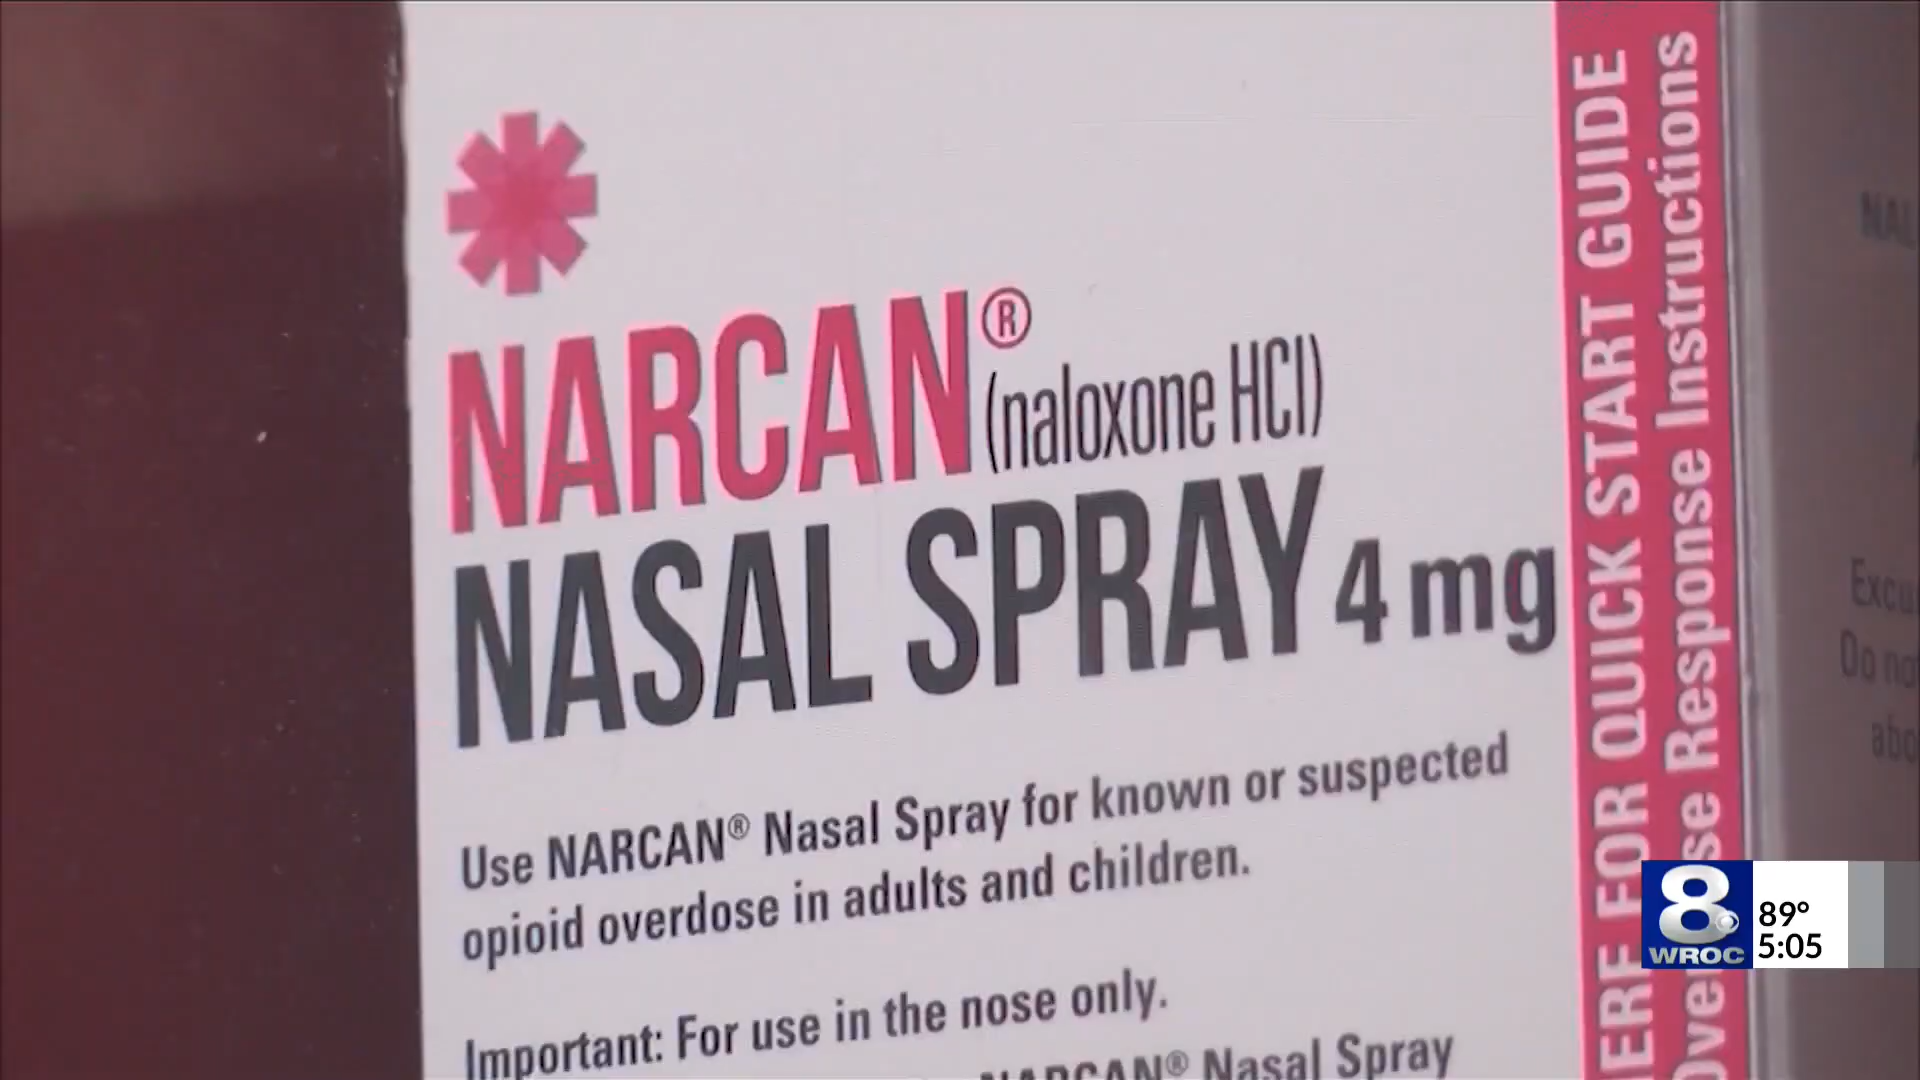 NARCAN® (naloxone HCl)
NASAL SPRAY 4 mg
Use NARCAN® Nasal Spray for known or suspected
opioid overdose in adults and children.
Important: For use in the nose only.
NARCAN® Nasal Spray
FOR QUICK START GUIDE
Response Instructions
Do
8
WROC
89°
5:05